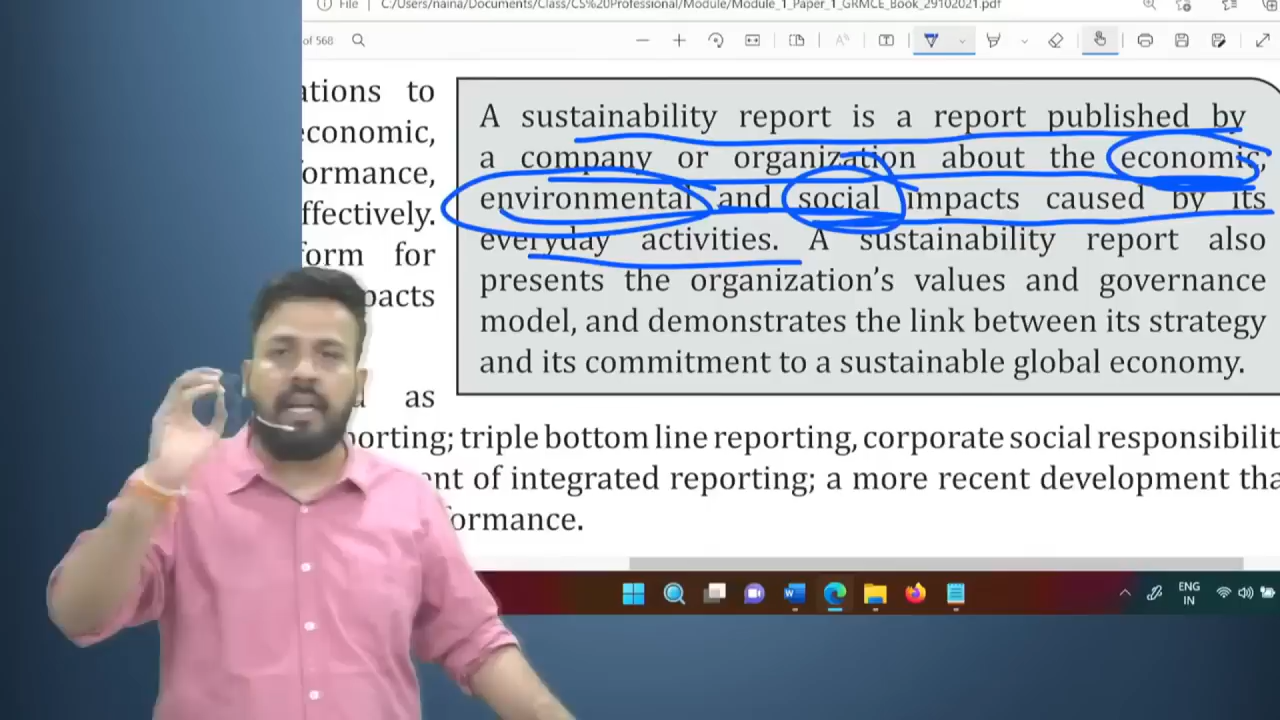 File C:/Users/naina/Documents/Class/CS%20Professional/Module/Module_1_Paper_1_GRMCE_Book_29102021.pdf
of 568
ations to
economic,
ormance,
ffectively.
orm for
pacts
as
A sustainability report is a report published by
a company or organization about the economic,
environmental and social impacts caused by its
everyday activities. A sustainability report also
presents the organization's values and governance
model, and demonstrates the link between its strategy
and its commitment to a sustainable global economy.
porting; triple bottom line reporting, corporate social responsibilit
nt of integrated reporting; a more recent development tha
formance.
ENG
IN